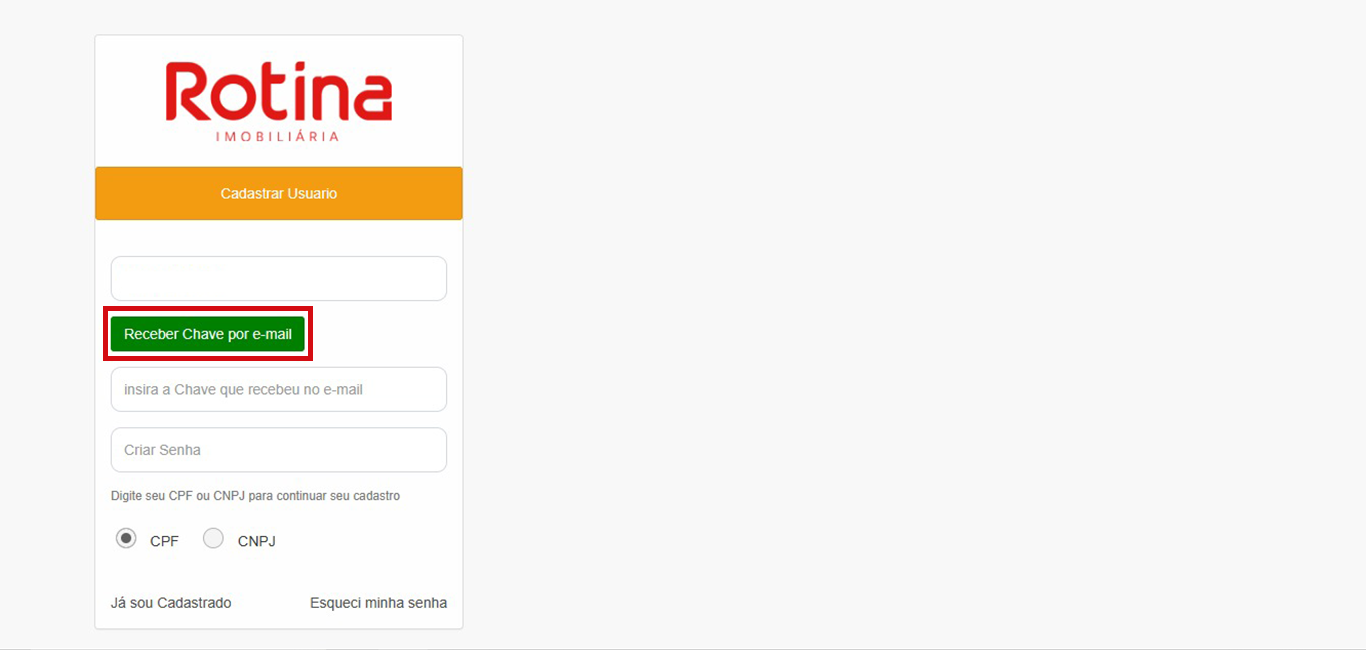 Rotina
IMOBILIÁRIA
Cadastrar Usuario
Receber Chave por e-mail
insira a Chave que recebeu no e-mail
Criar Senha
Digite seu CPF ou CNPJ para continuar seu cadastro
CPF CNPJ
Já sou Cadastrado Esqueci minha senha